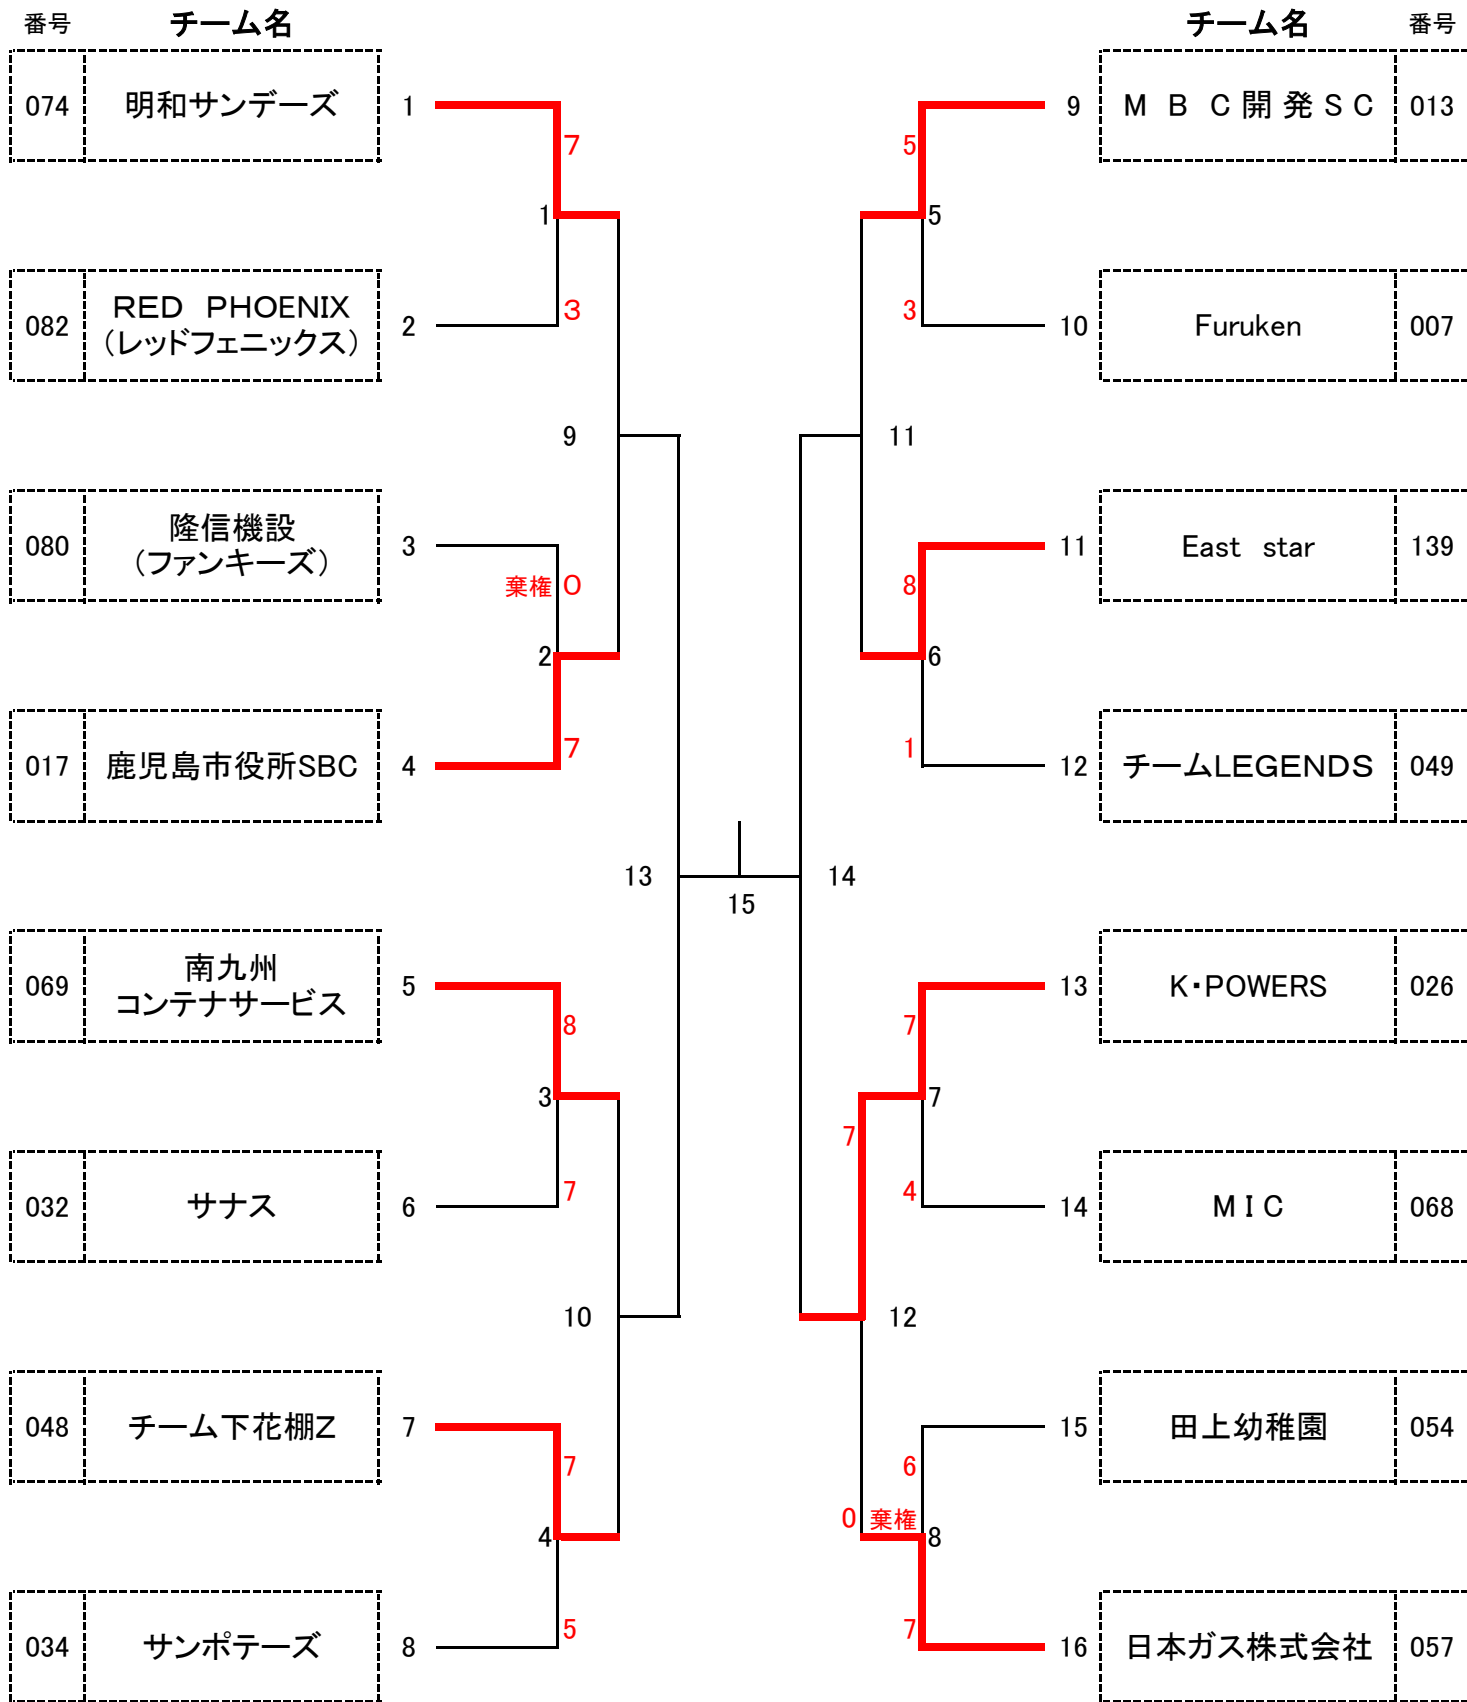 番号 チーム名 チーム名 番号
074 明和サンデーズ 1 9 ＭＢＣ開発ＳＣ 013
7 5
1 5
082 RED PHOENIX
(レッドフェニックス) 2 3 3 10 Furuken 007
9 11
080 隆信機設
(ファンキーズ) 3 11 East star 139
棄権 0 8
2 6
017 鹿児島市役所SBC 4 7 1 12 チームLEGENDS 049
13 14
15
069 南九州
コンテナサービス 5 13 K・POWERS 026
8 7
3 7
7
032 サナス 6 7 4 14 ＭＩＣ 068
10 12
048 チーム下花棚Z 7 15 田上幼稚園 054
7 6
0 棄権
4 8
5 7
034 サンポテーズ 8 16 日本ガス株式会社 057